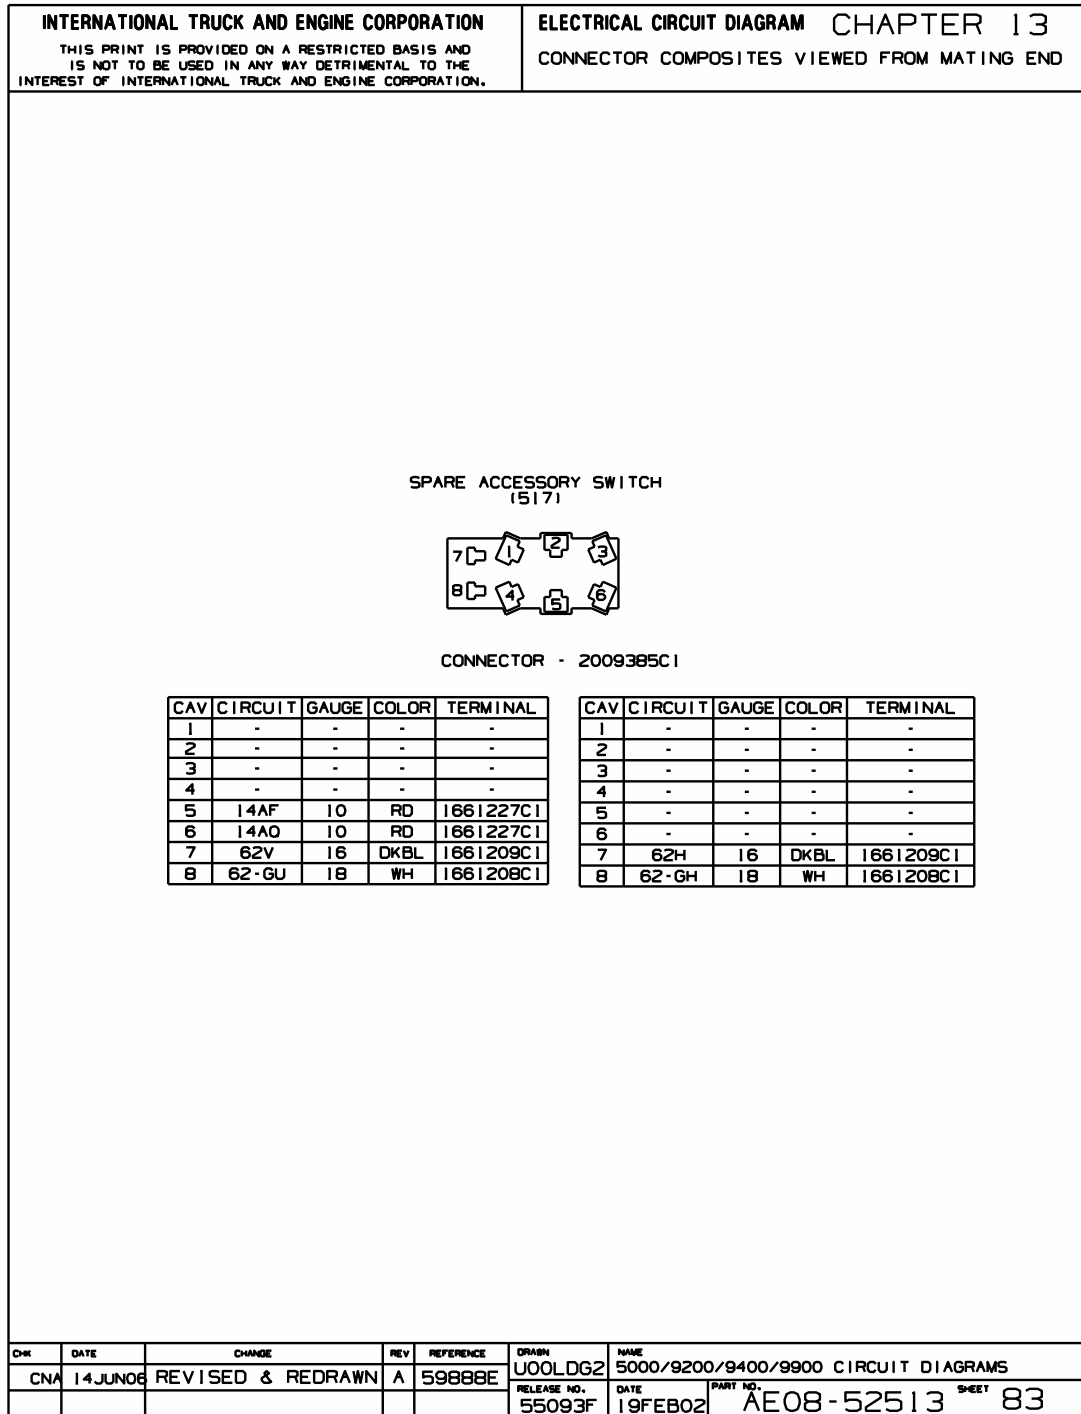 INTERNATIONAL TRUCK AND ENGINE CORPORATION
THIS PRINT IS PROVIDED ON A RESTRICTED BASIS AND
IS NOT TO BE USED IN ANY WAY DETRIMENTAL TO THE
INTEREST OF INTERNATIONAL TRUCK AND ENGINE CORPORATION.
ELECTRICAL CIRCUIT DIAGRAM CHAPTER 13
CONNECTOR COMPOSITES VIEWED FROM MATING END
SPARE ACCESSORY SWITCH
(517)
7 1 2 3
8 4 5 6
CONNECTOR - 2009385C1
CAV CIRCUIT GAUGE COLOR TERMINAL
1 - - - -
2 - - - -
3 - - - -
4 - - - -
5 14AF 10 RD 1661227C1
6 14AO 10 RD 1661227C1
7 62V 16 DKBL 1661209C1
8 62-GU 18 WH 1661208C1
CAV CIRCUIT GAUGE COLOR TERMINAL
1 - - - -
2 - - - -
3 - - - -
4 - - - -
5 - - - -
6 - - - -
7 62H 16 DKBL 1661209C1
8 62-GH 18 WH 1661208C1
CHK DATE CHANGE REV REFERENCE
CNA 14JUN06 REVISED & REDRAWN A 59888E
DRAWN
U00LDG2
NAME
5000/9200/9400/9900 CIRCUIT DIAGRAMS
RELEASE NO.
55093F
DATE
19FEB02
PART NO.
AE08-52513
SHEET
83